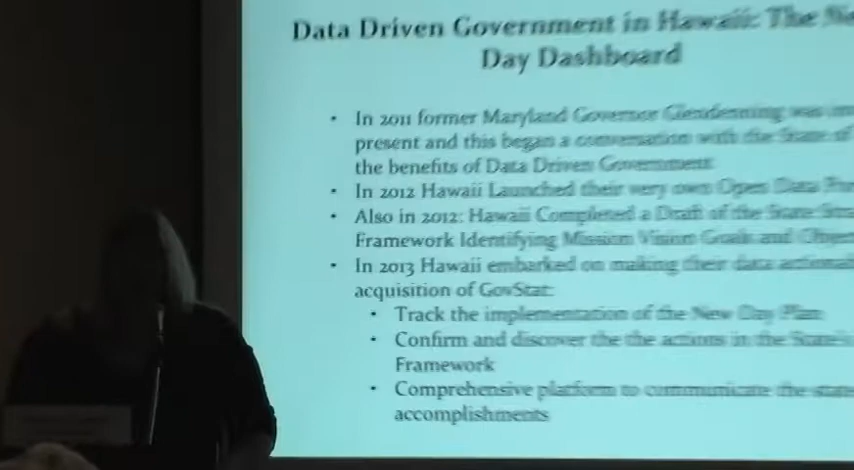 Data Driven Government in Hawaii: The
Day Dashboard
• In 2011 former Maryland Governor Glendenning was
present and this began a conversation with the State of
the benefits of Data Driven Government
• In 2012 Hawaii Launched their very own Open Data
• Also in 2012: Hawaii Completed a Draft of the State
Framework Identifying Mission Vision Goals and
• In 2013 Hawaii embarked on making their data
acquisition of GovStat:
• Track the implementation of the New Day Plan
• Confirm and discover the the actions in the State's
Framework
• Comprehensive platform to communicate the
accomplishments